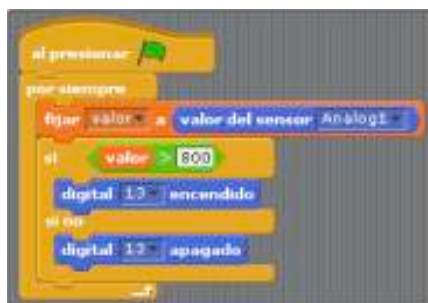 al presionar
por siempre
fijar valor a valor del sensor Analog1
si valor > 800
digital 13 encendido
si no
digital 13 apagado